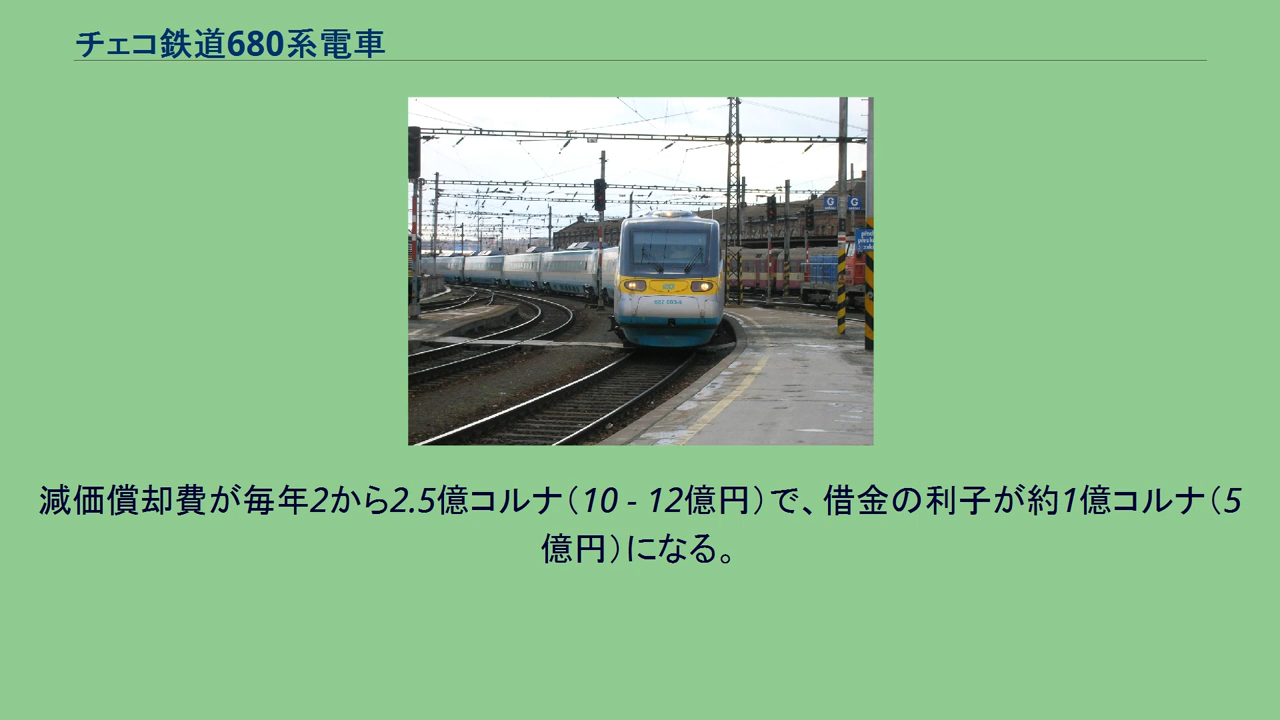 チェコ鉄道680系電車
G
G
減価償却費が毎年2から2.5億コルナ（10 - 12億円）で、借金の利子が約1億コルナ（5
億円）になる。